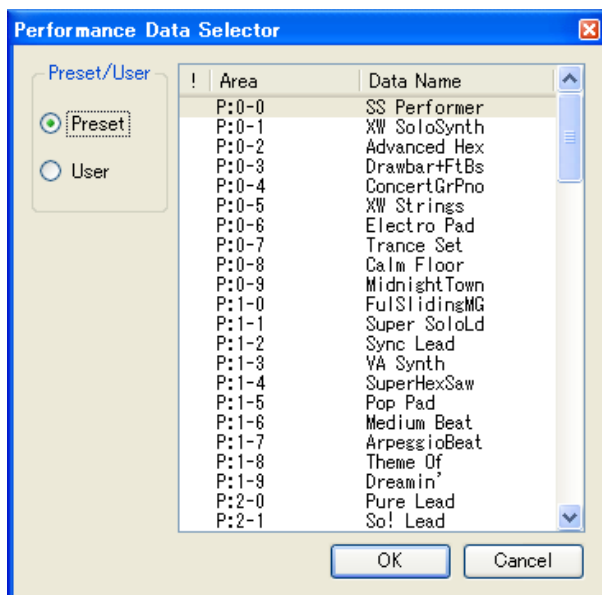 Performance Data Selector
Preset/User
Preset
User
! Area Data Name
P:0-0 SS Performer
P:0-1 XW SoloSynth
P:0-2 Advanced Hex
P:0-3 Drawbar+FtBs
P:0-4 ConcertGrPno
P:0-5 XW Strings
P:0-6 Electro Pad
P:0-7 Trance Set
P:0-8 Calm Floor
P:0-9 MidnightTown
P:1-0 FulSlidingMG
P:1-1 Super SoloLd
P:1-2 Sync Lead
P:1-3 VA Synth
P:1-4 SuperHexSaw
P:1-5 Pop Pad
P:1-6 Medium Beat
P:1-7 ArpeggioBeat
P:1-8 Theme Of
P:1-9 Dreamin'
P:2-0 Pure Lead
P:2-1 So! Lead
OK Cancel